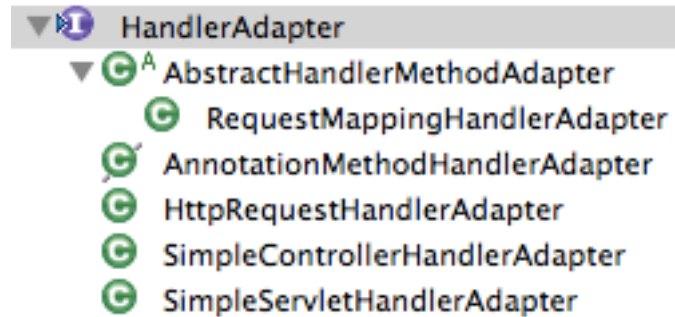 I HandlerAdapter
C A AbstractHandlerMethodAdapter
C RequestMappingHandlerAdapter
C AnnotationMethodHandlerAdapter
C HttpRequestHandlerAdapter
C SimpleControllerHandlerAdapter
C SimpleServletHandlerAdapter